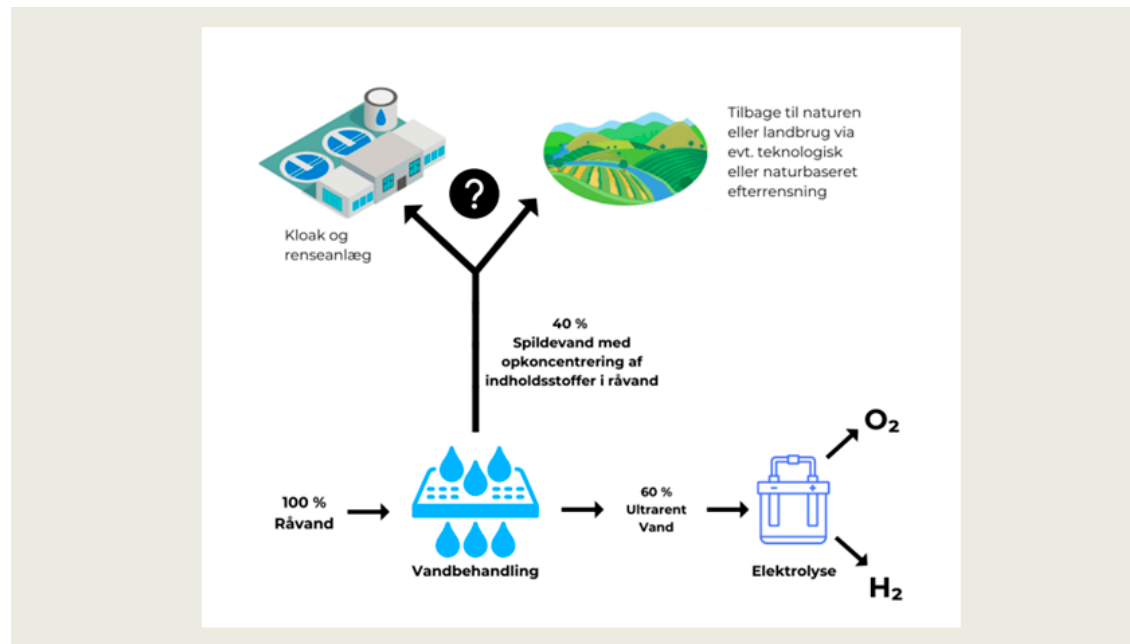 Tilbage til naturen
eller landbrug via
evt. teknologisk
eller naturbaseret
efterrensning
?
Kloak og
renseanlæg
40 %
Spildevand med
opkoncentrering af
indholdsstoffer i råvand
100 %
Råvand
Vandbehandling
60 %
Ultrarent
Vand
- +
Elektrolyse
O₂
H₂